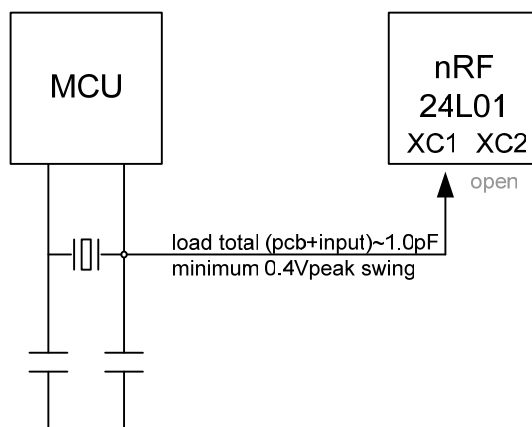 MCU
nRF
24L01
XC1 XC2
open
load total (pcb+input)~1.0pF
minimum 0.4Vpeak swing